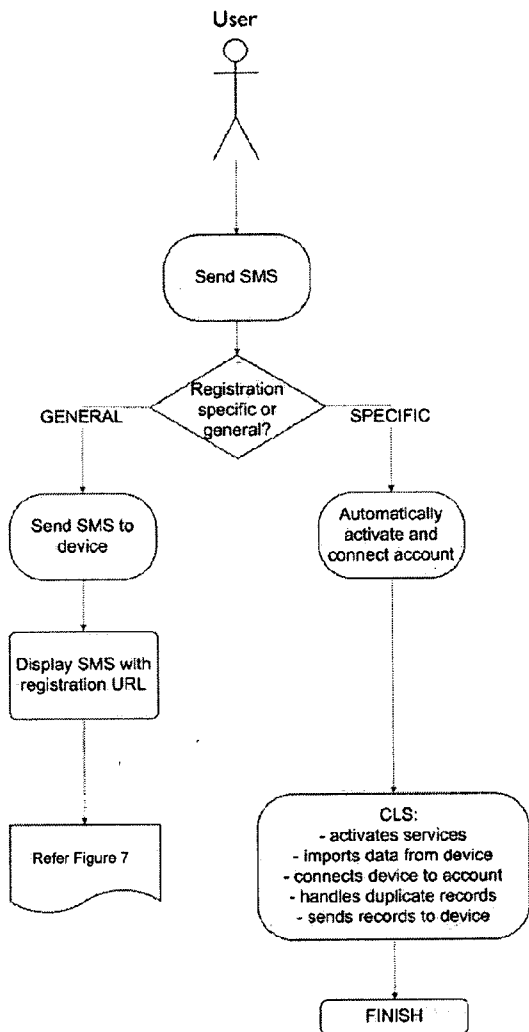 User
Send SMS
Registration
specific or
general?
GENERAL
SPECIFIC
Send SMS to
device
Automatically
activate and
connect account
Display SMS with
registration URL
Refer Figure 7
CLS:
- activates services
- imports data from device
- connects device to account
- handles duplicate records
- sends records to device
FINISH